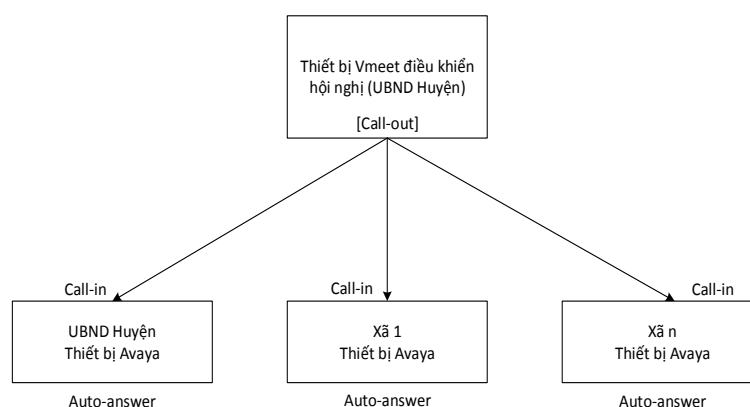 Thiết bị Vmeet điều khiển
hội nghị (UBND Huyện)
[Call-out]
Call-in
Call-in
Call-in
UBND Huyện
Thiết bị Avaya
Xã 1
Thiết bị Avaya
Xã n
Thiết bị Avaya
Auto-answer
Auto-answer
Auto-answer